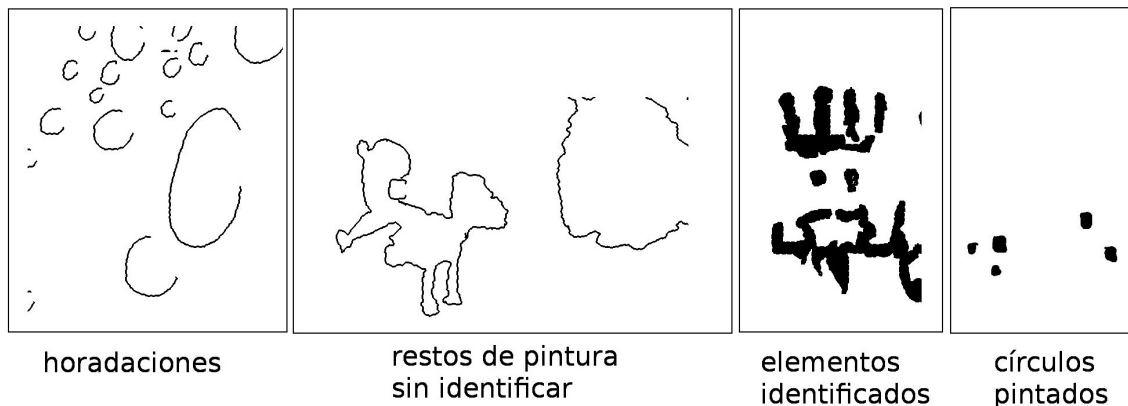 horadaciones
restos de pintura
sin identificar
elementos
identificados
círculos
pintados